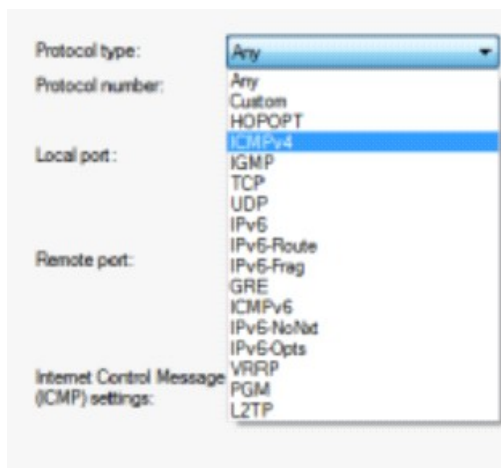 Protocol type:
Any
Protocol number:
Any
Custom
HOPOPT
ICMPv4
IGMP
TCP
UDP
IPv6
IPv6-Route
IPv6-Frag
GRE
ICMPv6
IPv6-NoNxt
IPv6-Opts
VRRP
PGM
L2TP
Local port:
Remote port:
Internet Control Message
(ICMP) settings: